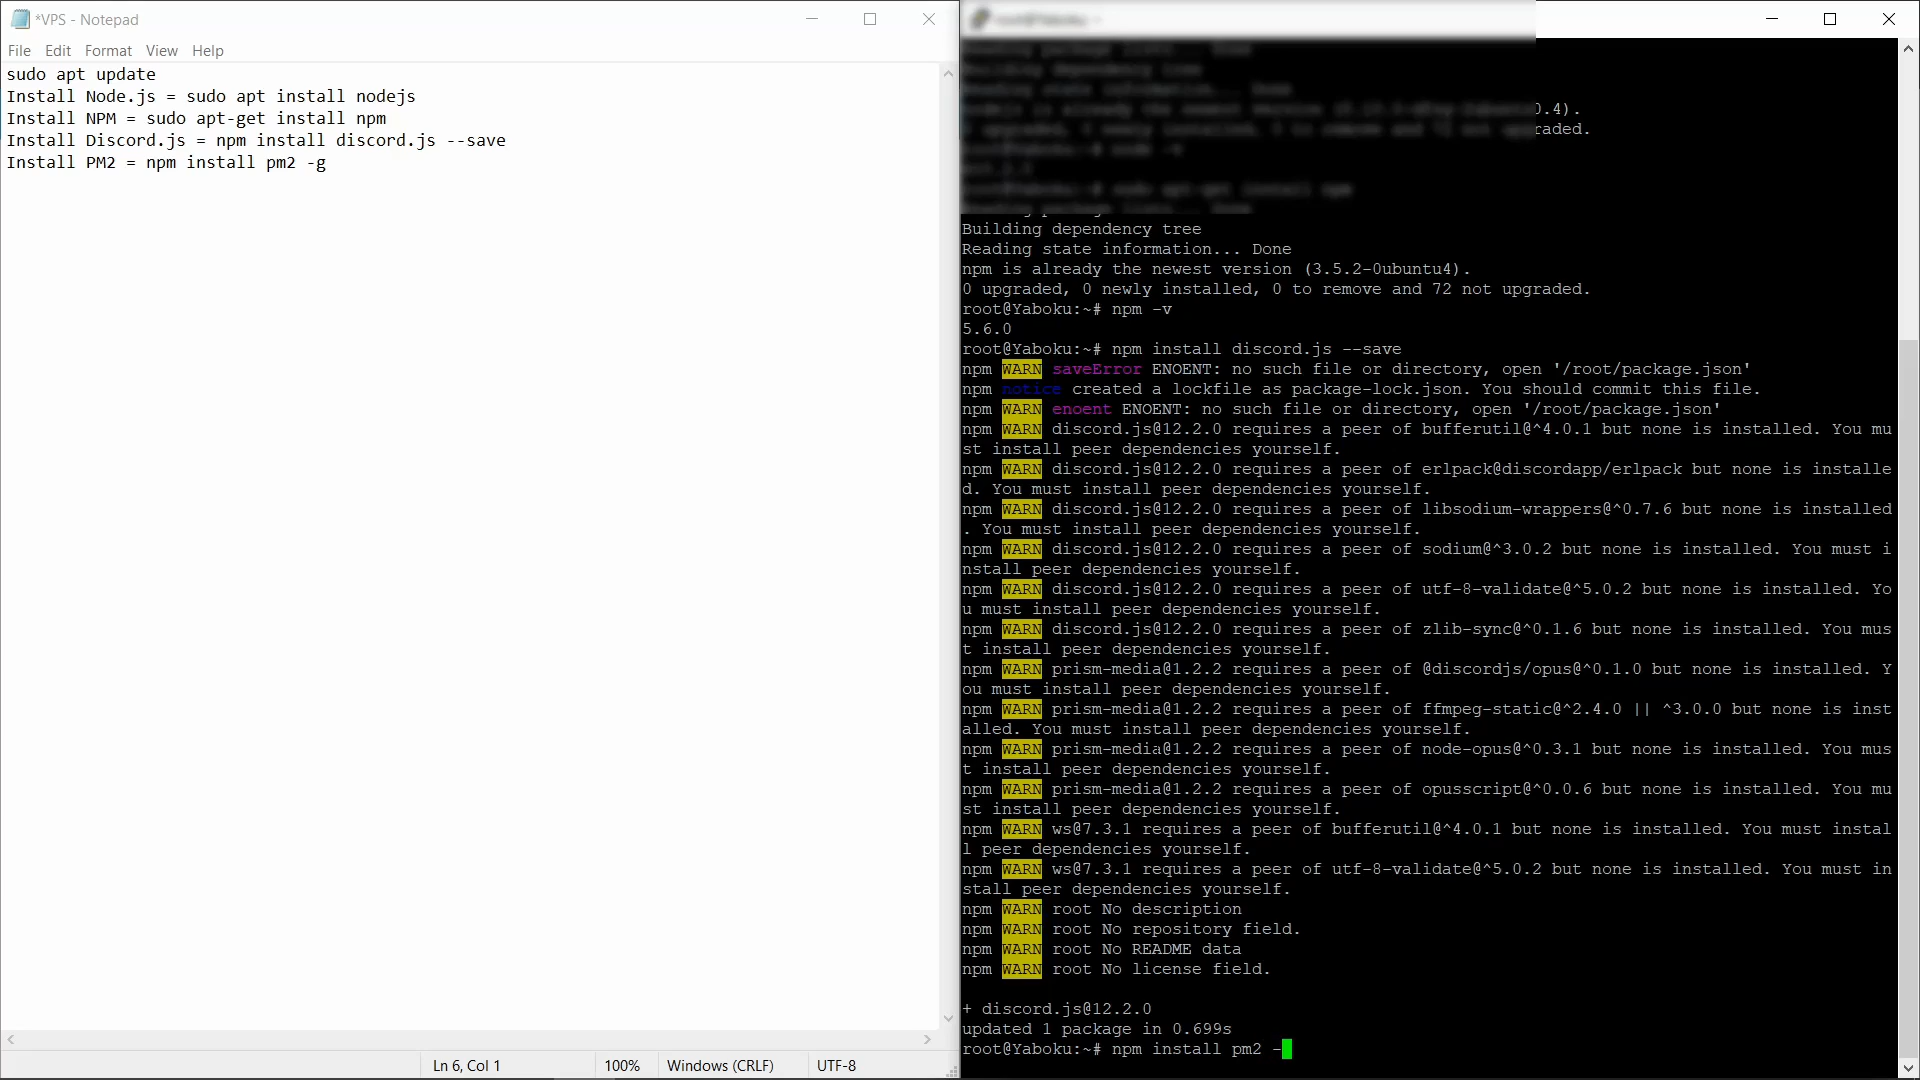 *VPS - Notepad
File Edit Format View Help
sudo apt update
Install Node.js = sudo apt install nodejs
Install NPM = sudo apt-get install npm
Install Discord.js = npm install discord.js --save
Install PM2 = npm install pm2 -g
Ln 6, Col 1 100% Windows (CRLF) UTF-8
0.4).
raded.
Building dependency tree
Reading state information... Done
npm is already the newest version (3.5.2-0ubuntu4).
0 upgraded, 0 newly installed, 0 to remove and 72 not upgraded.
root@Yaboku:~# npm -v
5.6.0
root@Yaboku:~# npm install discord.js --save
npm WARN saveError ENOENT: no such file or directory, open '/root/package.json'
npm notice created a lockfile as package-lock.json. You should commit this file.
npm WARN enoent ENOENT: no such file or directory, open '/root/package.json'
npm WARN discord.js@12.2.0 requires a peer of bufferutil@^4.0.1 but none is installed. You mu
st install peer dependencies yourself.
npm WARN discord.js@12.2.0 requires a peer of erlpack@discordapp/erlpack but none is installe
d. You must install peer dependencies yourself.
npm WARN discord.js@12.2.0 requires a peer of libsodium-wrappers@^0.7.6 but none is installed
. You must install peer dependencies yourself.
npm WARN discord.js@12.2.0 requires a peer of sodium@^3.0.2 but none is installed. You must i
nstall peer dependencies yourself.
npm WARN discord.js@12.2.0 requires a peer of utf-8-validate@^5.0.2 but none is installed. Yo
u must install peer dependencies yourself.
npm WARN discord.js@12.2.0 requires a peer of zlib-sync@^0.1.6 but none is installed. You mus
t install peer dependencies yourself.
npm WARN prism-media@1.2.2 requires a peer of @discordjs/opus@^0.1.0 but none is installed. Y
ou must install peer dependencies yourself.
npm WARN prism-media@1.2.2 requires a peer of ffmpeg-static@^2.4.0 || ^3.0.0 but none is inst
alled. You must install peer dependencies yourself.
npm WARN prism-media@1.2.2 requires a peer of node-opus@^0.3.1 but none is installed. You mus
t install peer dependencies yourself.
npm WARN prism-media@1.2.2 requires a peer of opusscript@^0.0.6 but none is installed. You mu
st install peer dependencies yourself.
npm WARN ws@7.3.1 requires a peer of bufferutil@^4.0.1 but none is installed. You must instal
l peer dependencies yourself.
npm WARN ws@7.3.1 requires a peer of utf-8-validate@^5.0.2 but none is installed. You must in
stall peer dependencies yourself.
npm WARN root No description
npm WARN root No repository field.
npm WARN root No README data
npm WARN root No license field.
+ discord.js@12.2.0
updated 1 package in 0.699s
root@Yaboku:~# npm install pm2 -